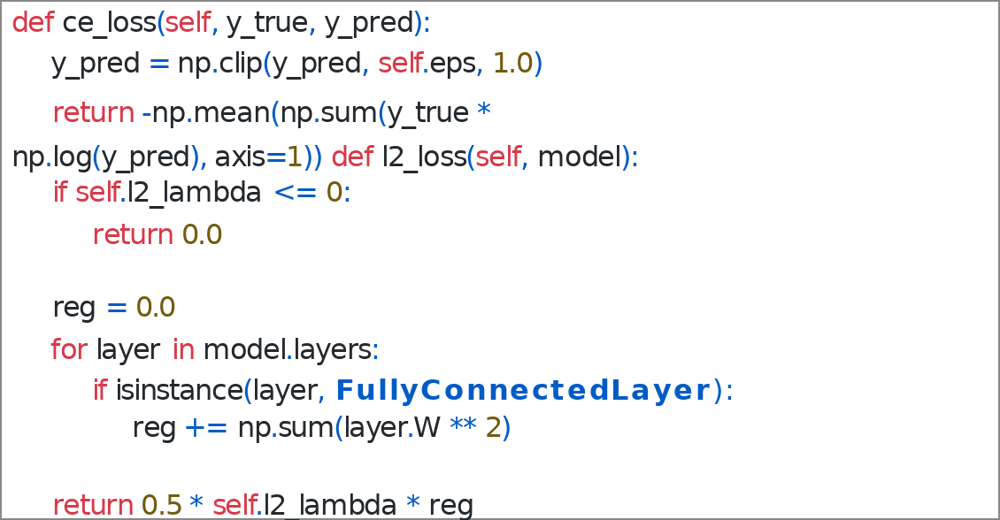 def ce_loss(self, y_true, y_pred):
y_pred = np.clip(y_pred, self.eps, 1.0)
return -np.mean(np.sum(y_true *
np.log(y_pred), axis=1)) def l2_loss(self, model):
if self.l2_lambda <= 0:
return 0.0
reg = 0.0
for layer in model.layers:
if isinstance(layer, FullyConnectedLayer):
reg += np.sum(layer.W ** 2)
return 0.5 * self.l2_lambda * reg